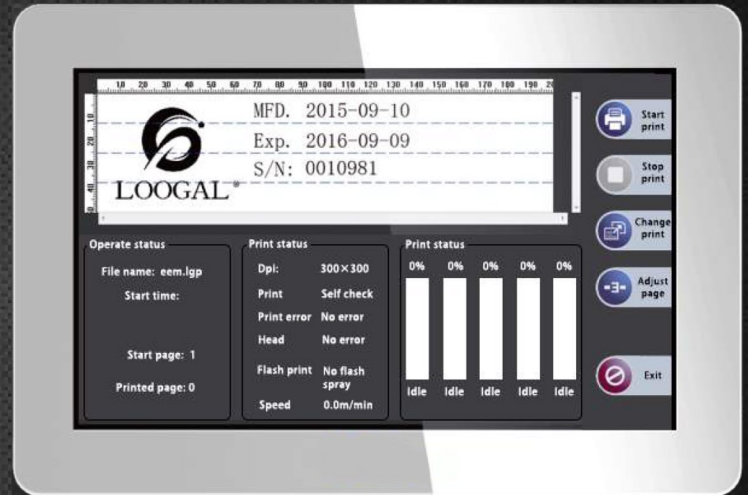 10 20 30 40 50 60 70 80 90 100 110 120 130 140 150 160 170 180 190
10
20
30
40
MFD. 2015-09-10
Exp. 2016-09-09
S/N: 0010981
LOOGAL®
Start print
Stop print
Change print
Adjust page
Exit
Operate status
File name: eem.lgp
Start time:
Start page: 1
Printed page: 0
Print status
Dpi: 300×300
Print Self check
Print error No error
Head No error
Flash print No flash
spray
Speed 0.0m/min
Print status
0% 0% 0% 0% 0%
Idle Idle Idle Idle Idle